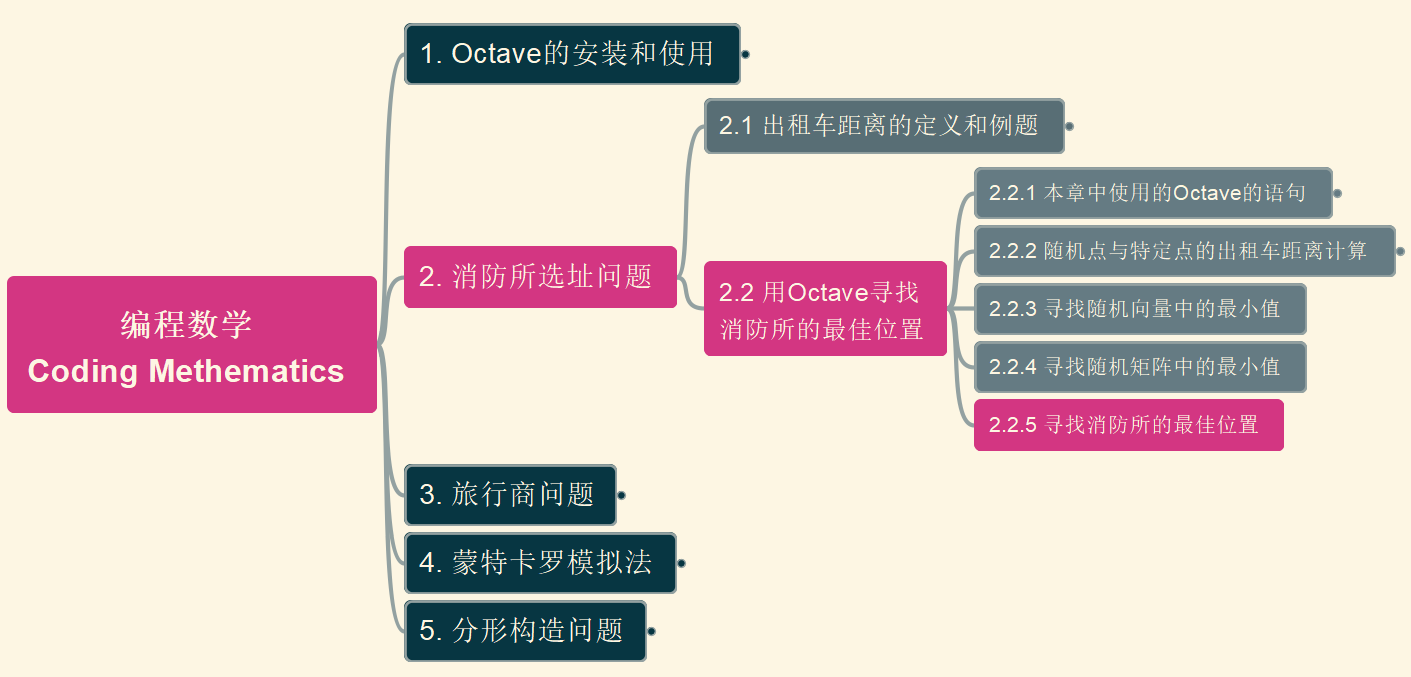 编程数学
Coding Methematics
1. Octave的安装和使用
2. 消防所选址问题
2.1 出租车距离的定义和例题
2.2 用Octave寻找
消防所的最佳位置
2.2.1 本章中使用的Octave的语句
2.2.2 随机点与特定点的出租车距离计算
2.2.3 寻找随机向量中的最小值
2.2.4 寻找随机矩阵中的最小值
2.2.5 寻找消防所的最佳位置
3. 旅行商问题
4. 蒙特卡罗模拟法
5. 分形构造问题